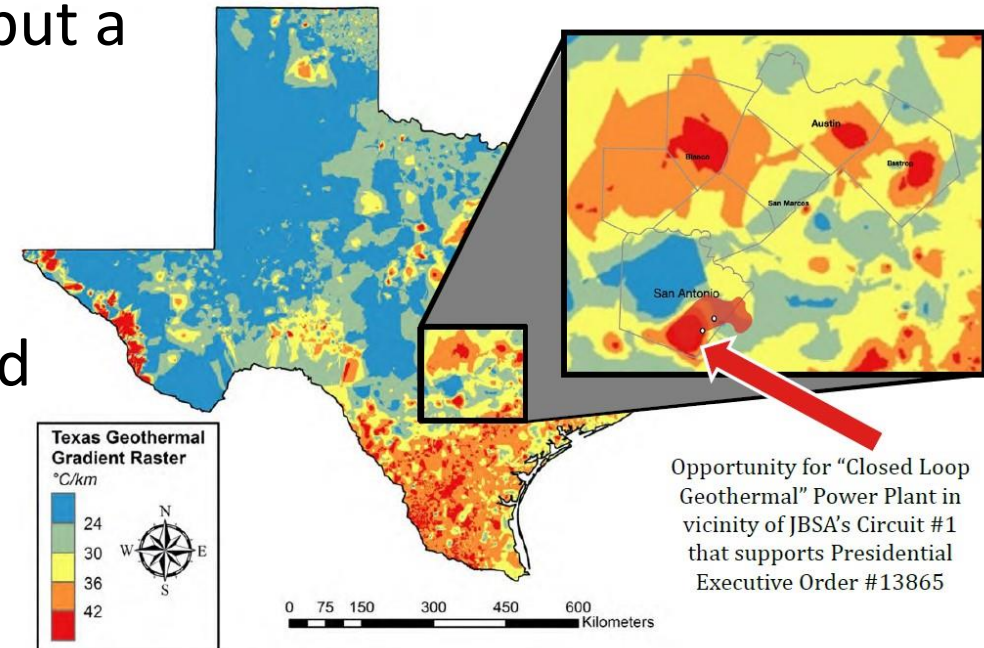 but a
d
Texas Geothermal
Gradient Raster
°C/km
24
30
36
42
N
W E
S
0 75 150 300 450 600
Kilometers
Austin
Blanco
Bastrop
San Marcos
San Antonio
Opportunity for “Closed Loop
Geothermal” Power Plant in
vicinity of JBSA’s Circuit #1
that supports Presidential
Executive Order #13865